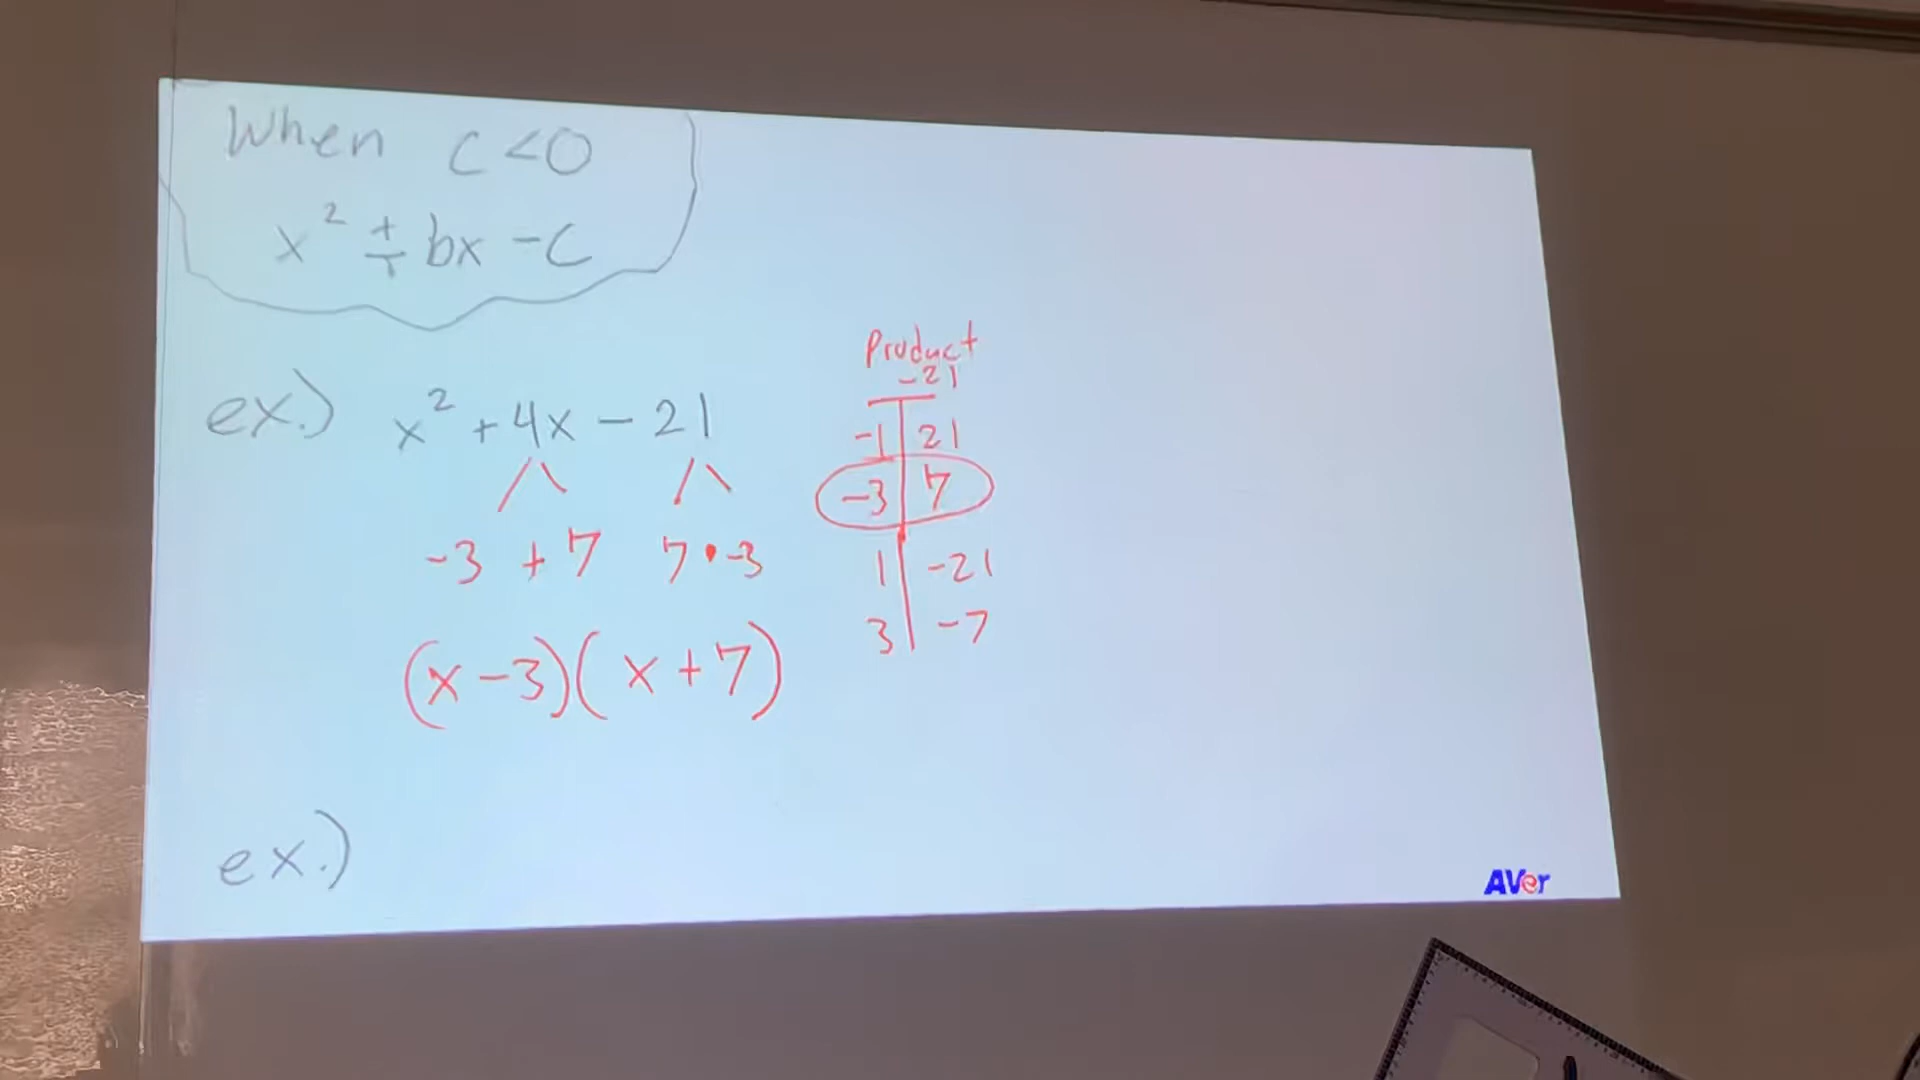 When c<0
x² ± bx - c
ex.) x² + 4x - 21
-3 + 7 7 • -3
(x - 3)( x + 7)
Product
-21
-1 | 21
-3 | 7
1 | -21
3 | -7
ex.)
AVer